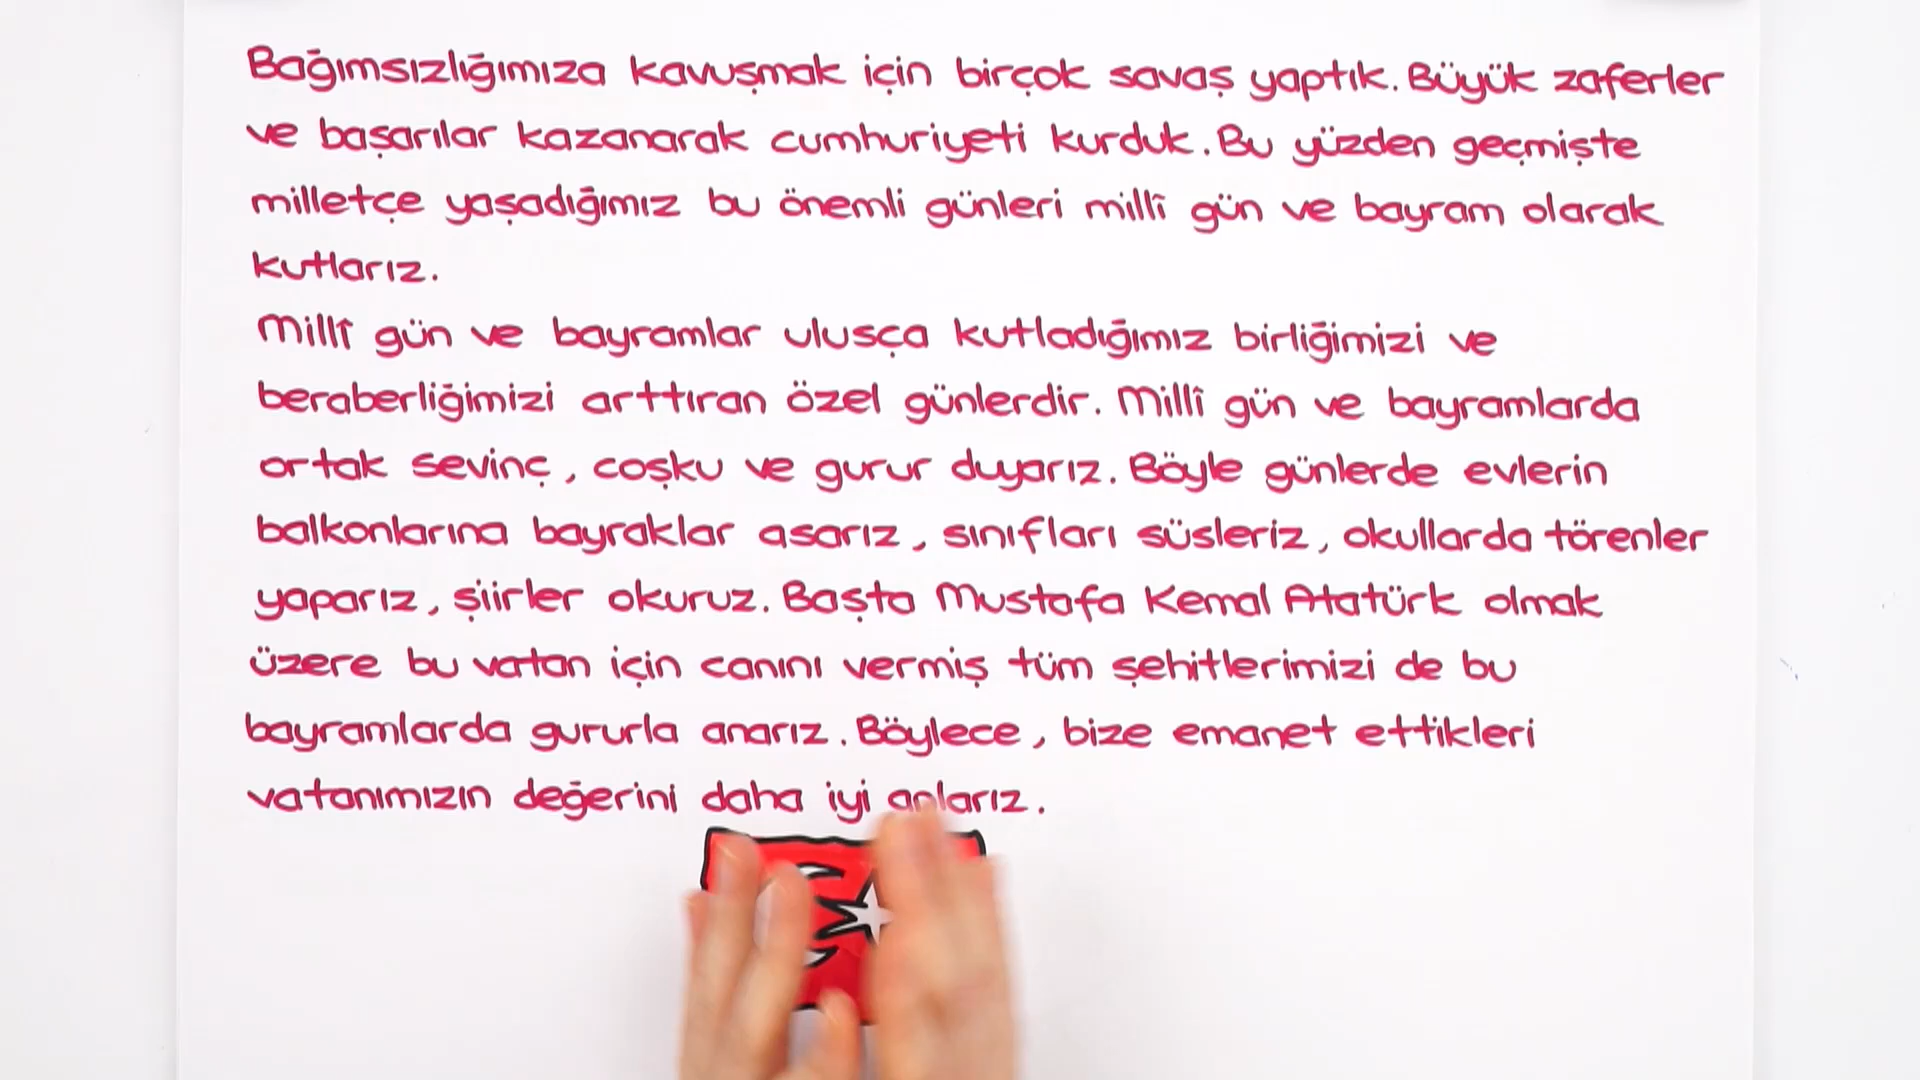 Bağımsızlığımıza kavuşmak için birçok savaş yaptık. Büyük zaferler
ve başarılar kazanarak cumhuriyeti kurduk. Bu yüzden geçmişte
milletçe yaşadığımız bu önemli günleri millî gün ve bayram olarak
kutlarız.
Millî gün ve bayramlar ulusça kutladığımız birliğimizi ve
beraberliğimizi arttıran özel günlerdir. Millî gün ve bayramlarda
ortak sevinç, coşku ve gurur duyarız. Böyle günlerde evlerin
balkonlarına bayraklar asarız, sınıfları süsleriz, okullarda törenler
yaparız, şiirler okuruz. Başta Mustafa Kemal Atatürk olmak
üzere bu vatan için canını vermiş tüm şehitlerimizi de bu
bayramlarda gururla anarız. Böylece, bize emanet ettikleri
vatanımızın değerini daha iyi anlarız.